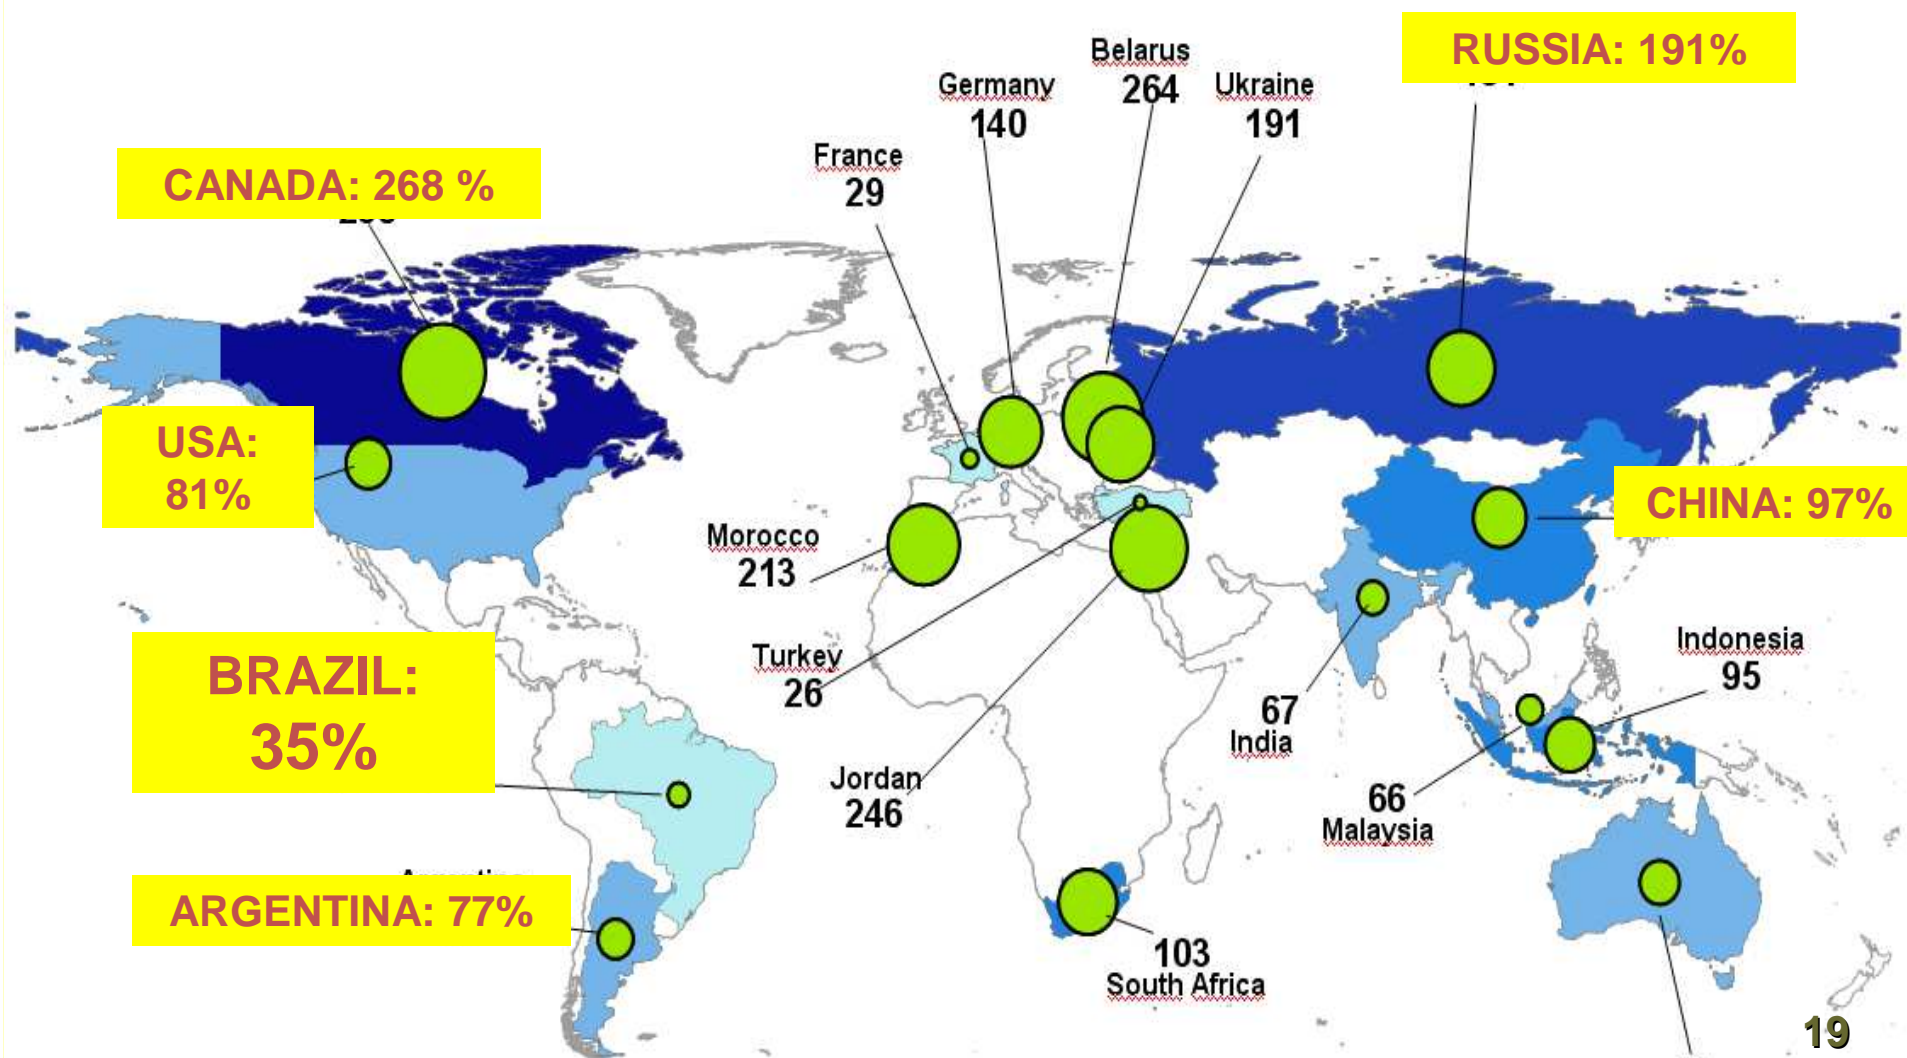 RUSSIA: 191%
Belarus
264
Germany
140
Ukraine
191
France
29
CANADA: 268 %
USA:
81%
CHINA: 97%
Morocco
213
Turkey
26
Indonesia
95
BRAZIL:
35%
67
India
Jordan
246
66
Malaysia
ARGENTINA: 77%
103
South Africa
19